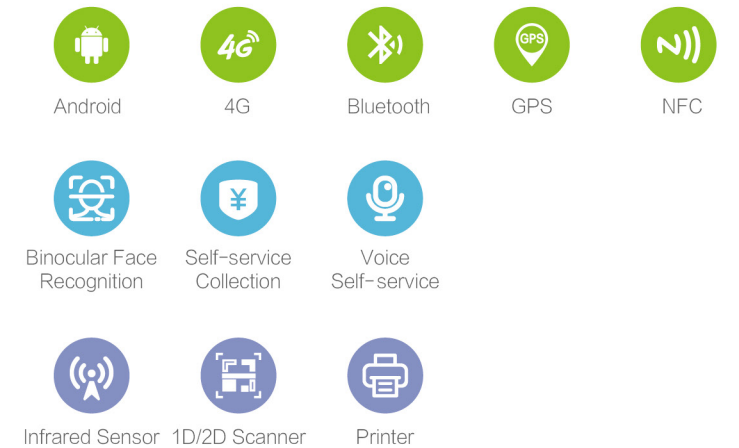 4G
GPS
Android
4G
Bluetooth
GPS
NFC
¥
Binocular Face
Recognition
Self-service
Collection
Voice
Self-service
Infrared Sensor
1D/2D Scanner
Printer